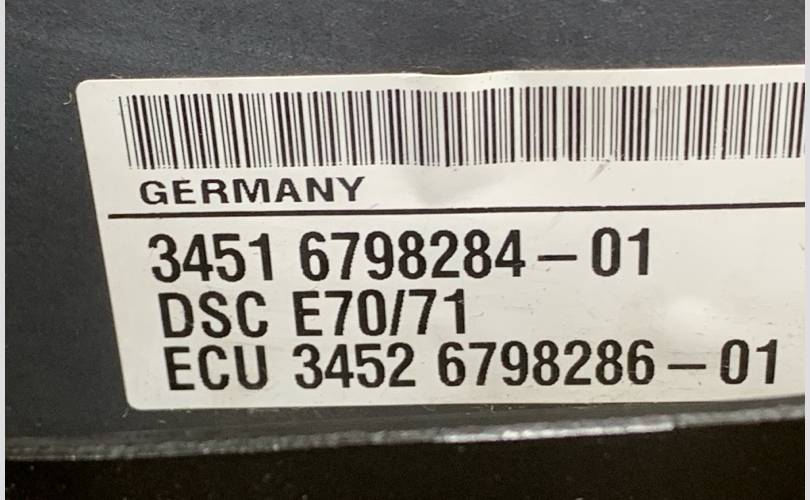 GERMANY
3451 6798284-01
DSC E70/71
ECU 3452 6798286-01